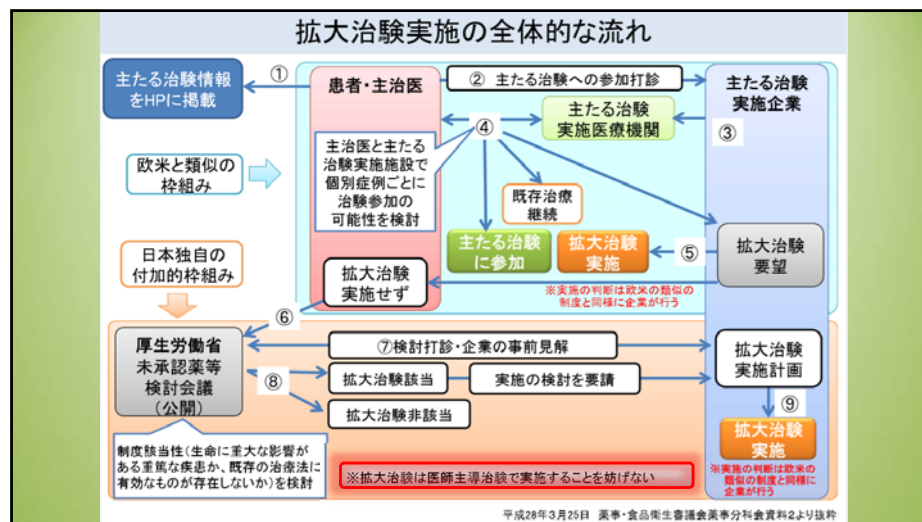 拡大治験実施の全体的な流れ
主たる治験情報
をHPに掲載
①
患者・主治医
② 主たる治験への参加打診
主たる治験
実施企業
主たる治験
実施医療機関
③
④
主治医と主たる
治験実施施設で
個別症例ごとに
治験参加の
可能性を検討
欧米と類似の
枠組み
既存治療
継続
主たる治験
に参加
拡大治験
実施
⑤
拡大治験
要望
日本独自の
付加的枠組み
拡大治験
実施せず
※実施の判断は欧米の類似の
制度と同様に企業が行う
⑥
厚生労働省
未承認薬等
検討会議
(公開)
⑦検討打診・企業の事前見解
拡大治験
実施計画
⑧
拡大治験該当
実施の検討を要請
拡大治験非該当
⑨
拡大治験
実施
制度該当性(生命に重大な影響が
ある重篤な疾患か、既存の治療法に
有効なものが存在しないか)を検討
※拡大治験は医師主導治験で実施することを妨げない
※実施の判断は欧米の
類似の制度と同様に
企業が行う
平成28年3月25日 薬事・食品衛生審議会薬事分科会資料2より抜粋